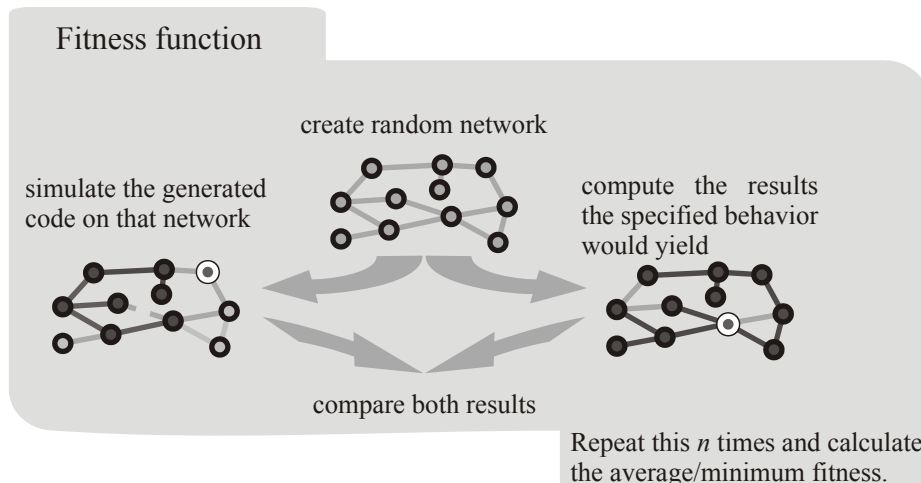 Fitness function
create random network
simulate the generated
code on that network
compute the results
the specified behavior
would yield
compare both results
Repeat this n times and calculate
the average/minimum fitness.